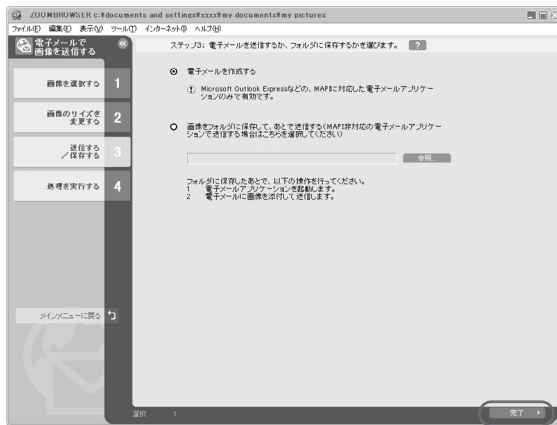 ZOOMBROWSER c:¥documents and settings¥xxxx¥my documents¥my pictures
ファイル(F) 編集(E) 表示(V) ツール(T) インターネット(I) ヘルプ(H)
電子メールで
画像を送信する
ステップ3: 電子メールを送信するか、フォルダに保存するかを選びます。 ?
画像を選択する 1
画像のサイズを
変更する 2
送信する
/保存する 3
処理を実行する 4
電子メールを作成する
Microsoft Outlook Expressなどの、MAPIに対応した電子メールアプリケー
ションのみで有効です。
画像をフォルダに保存して、あとで送信する(MAPI非対応の電子メールアプリケー
ションで送信する場合はこちらを選択してください)
参照...
フォルダに保存したあとで、以下の操作を行ってください。
1 電子メールアプリケーションを起動します。
2 電子メールに画像を添付して送信します。
メインメニューに戻る
選択 1
完了